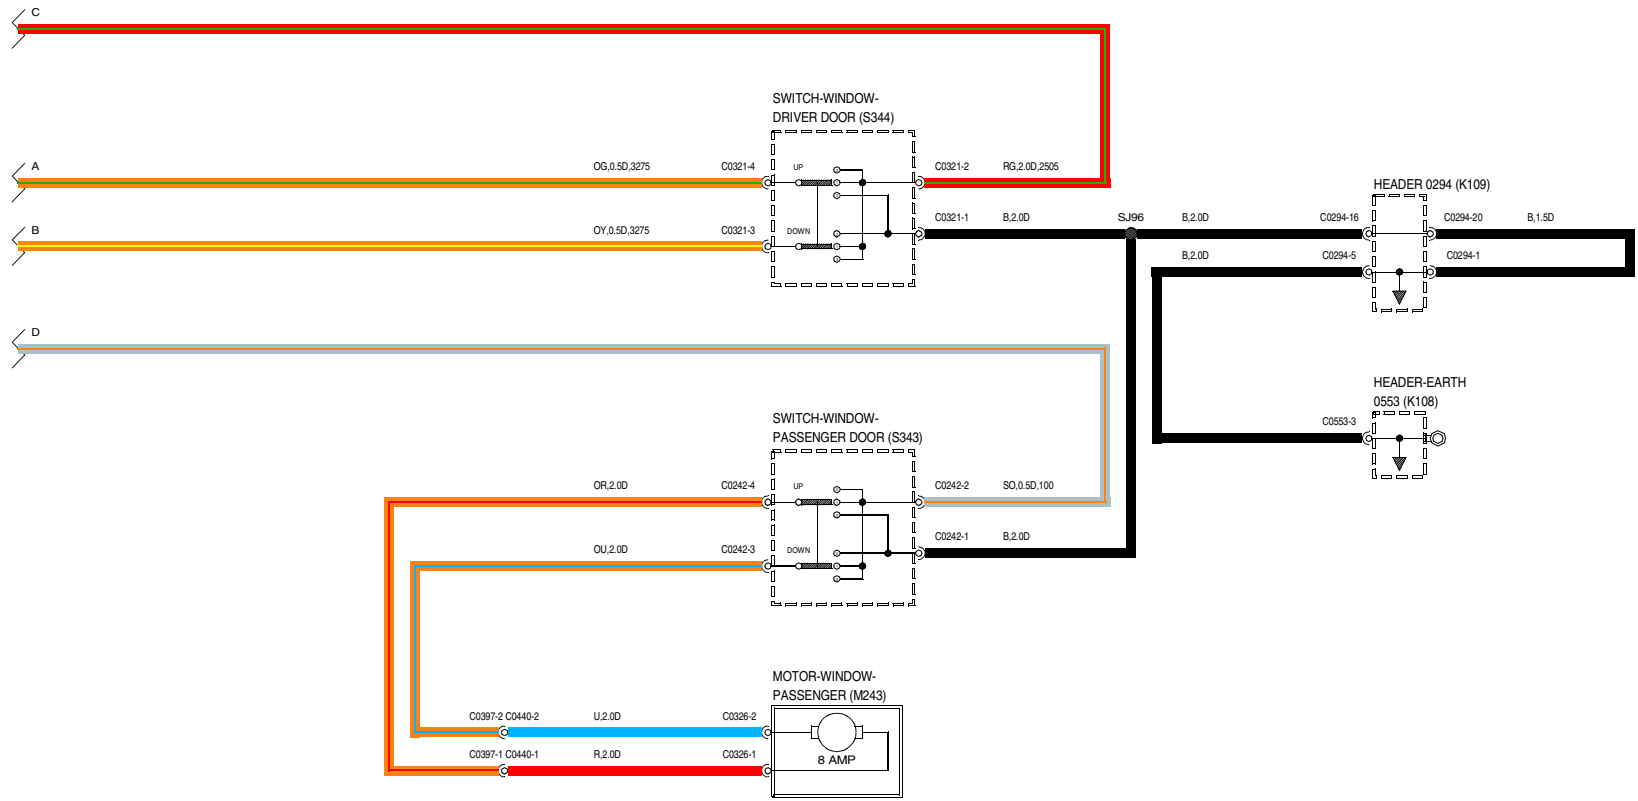 C
SWITCH-WINDOW-
DRIVER DOOR (S344)
A
OG,0.5D,3275
C0321-4
UP
C0321-2
RG,2.0D,2505
HEADER 0294 (K109)
B
OY,0.5D,3275
C0321-3
DOWN
C0321-1
B,2.0D
SJ96
B,2.0D
C0294-16
C0294-20
B,1.5D
B,2.0D
C0294-5
C0294-1
D
HEADER-EARTH
0553 (K108)
C0553-3
SWITCH-WINDOW-
PASSENGER DOOR (S343)
OR,2.0D
C0242-4
UP
C0242-2
SO,0.5D,100
OU,2.0D
C0242-3
DOWN
C0242-1
B,2.0D
MOTOR-WINDOW-
PASSENGER (M243)
C0397-2 C0440-2
U,2.0D
C0326-2
C0397-1 C0440-1
R,2.0D
C0326-1
8 AMP